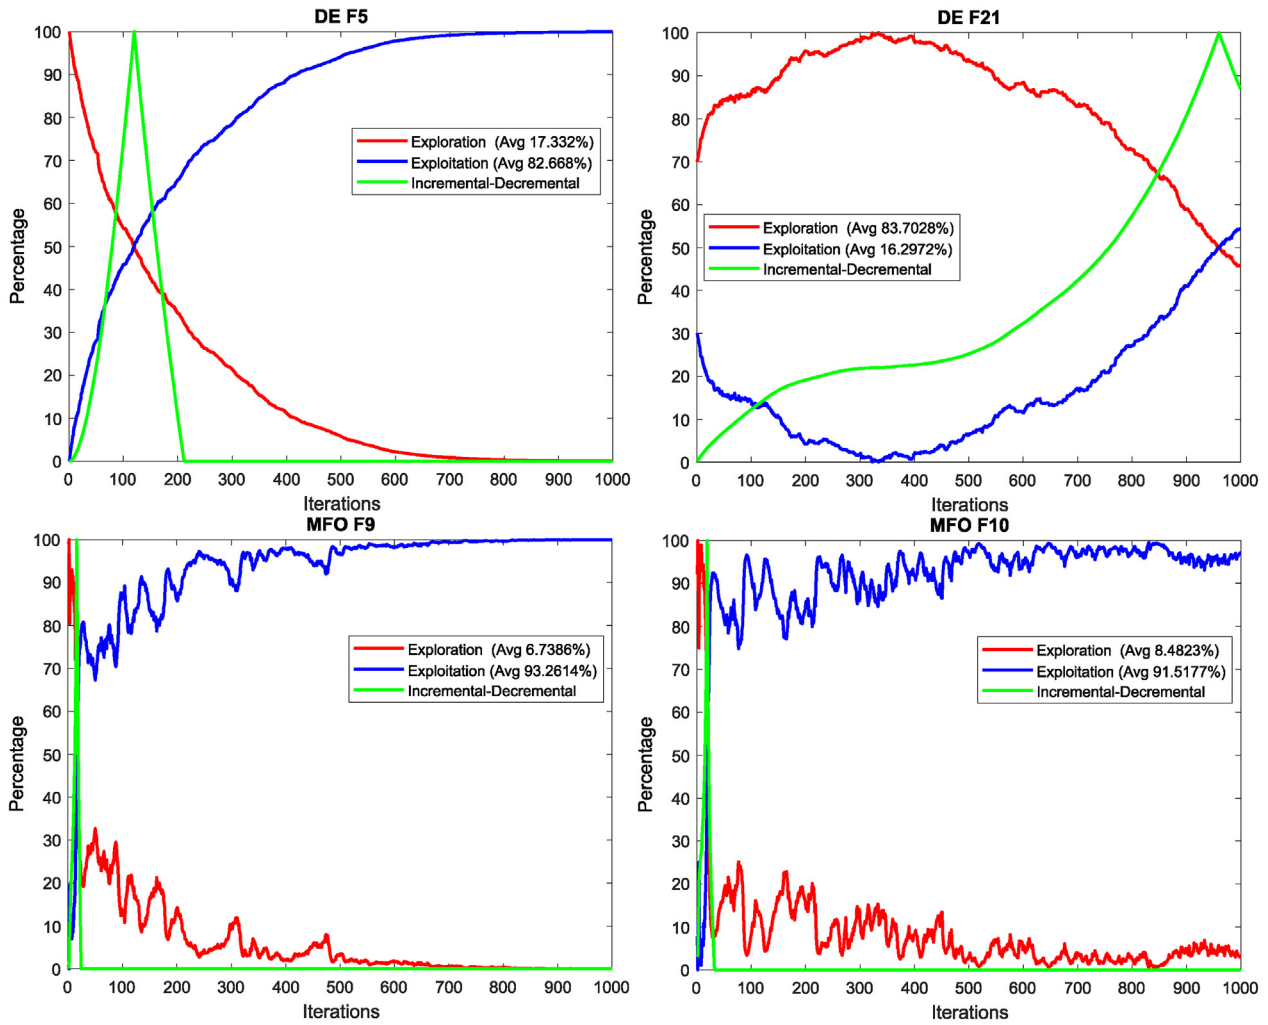 DE F5
100
90
80
70
60
50
40
30
20
10
0
Percentage
Exploration (Avg 17.332%)
Exploitation (Avg 82.668%)
Incremental-Decremental
0 100 200 300 400 500 600 700 800 900 1000
Iterations
DE F21
100
90
80
70
60
50
40
30
20
10
0
Percentage
Exploration (Avg 83.7028%)
Exploitation (Avg 16.2972%)
Incremental-Decremental
0 100 200 300 400 500 600 700 800 900 1000
Iterations
MFO F9
100
90
80
70
60
50
40
30
20
10
0
Percentage
Exploration (Avg 6.7386%)
Exploitation (Avg 93.2614%)
Incremental-Decremental
0 100 200 300 400 500 600 700 800 900 1000
Iterations
MFO F10
100
90
80
70
60
50
40
30
20
10
0
Percentage
Exploration (Avg 8.4823%)
Exploitation (Avg 91.5177%)
Incremental-Decremental
0 100 200 300 400 500 600 700 800 900 1000
Iterations